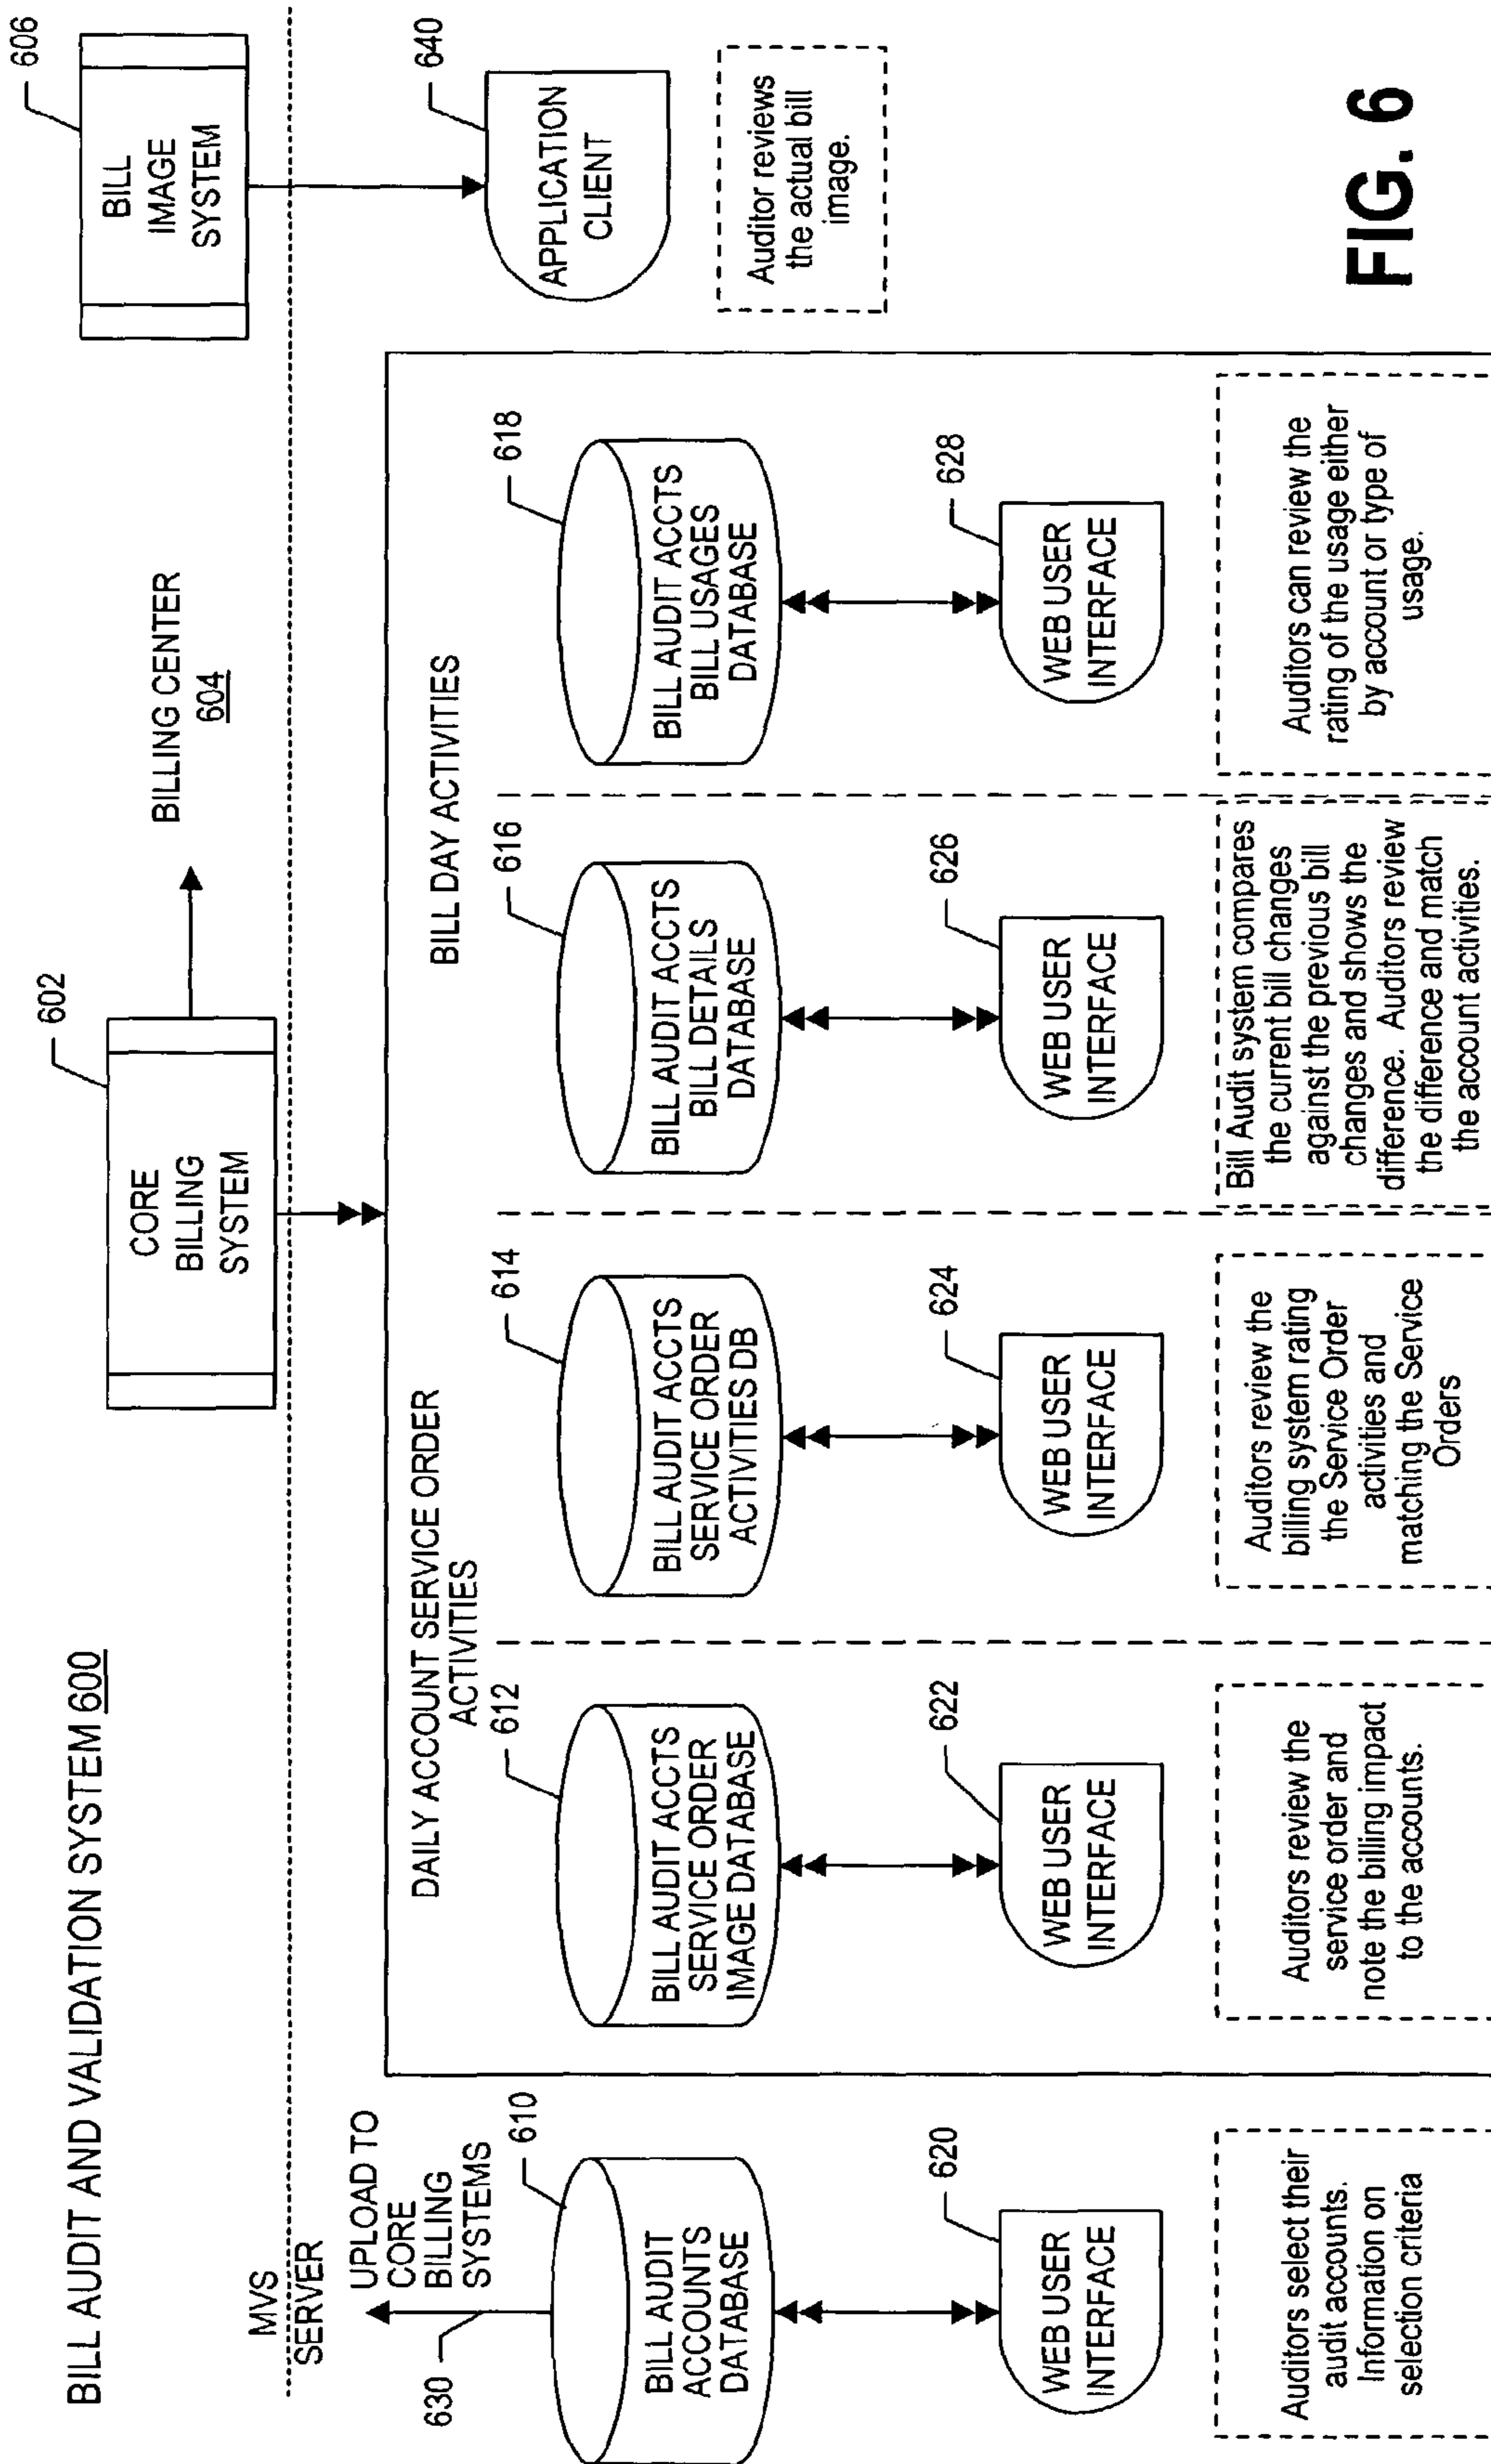 BILL AUDIT AND VALIDATION SYSTEM 600
602
CORE
BILLING
SYSTEM
BILLING CENTER
604
606
BILL
IMAGE
SYSTEM
MVS
SERVER
UPLOAD TO
CORE
BILLING
SYSTEMS
630
610
BILL AUDIT
ACCOUNTS
DATABASE
620
WEB USER
INTERFACE
Auditors select their
audit accounts.
Information on
selection criteria
DAILY ACCOUNT SERVICE ORDER
ACTIVITIES
612
BILL AUDIT ACCTS
SERVICE ORDER
IMAGE DATABASE
622
WEB USER
INTERFACE
Auditors review the
service order and
note the billing impact
to the accounts.
614
BILL AUDIT ACCTS
SERVICE ORDER
ACTIVITIES DB
624
WEB USER
INTERFACE
Auditors review the
billing system rating
the Service Order
activities and
matching the Service
Orders
BILL DAY ACTIVITIES
616
BILL AUDIT ACCTS
BILL DETAILS
DATABASE
626
WEB USER
INTERFACE
Bill Audit system compares
the current bill changes
against the previous bill
changes and shows the
difference. Auditors review
the difference and match
the account activities.
618
BILL AUDIT ACCTS
BILL USAGES
DATABASE
628
WEB USER
INTERFACE
Auditors can review the
rating of the usage either
by account or type of
usage.
640
APPLICATION
CLIENT
Auditor reviews
the actual bill
image.
FIG. 6